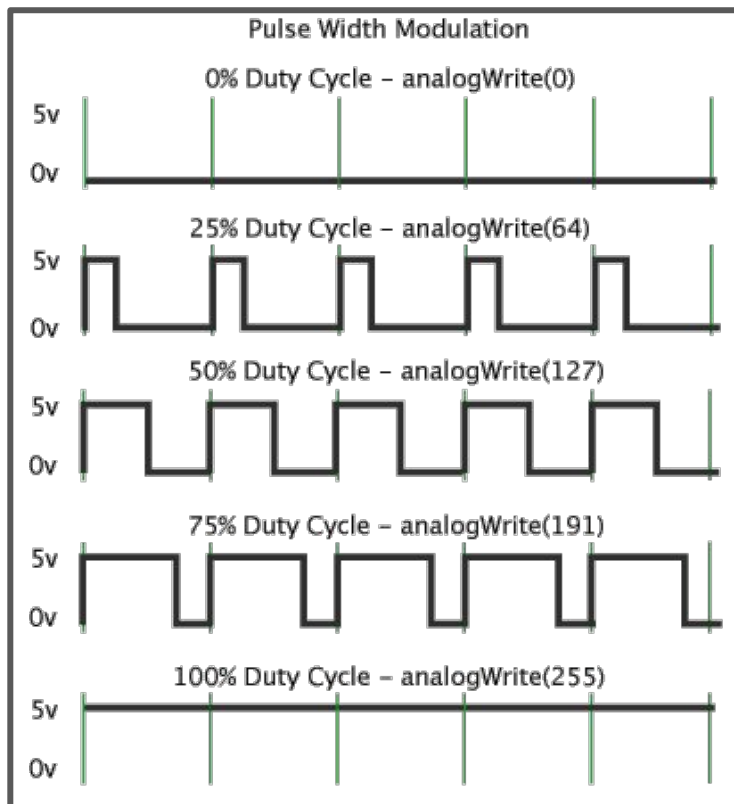 Pulse Width Modulation
0% Duty Cycle – analogWrite(0)
5v
0v
25% Duty Cycle – analogWrite(64)
5v
0v
50% Duty Cycle – analogWrite(127)
5v
0v
75% Duty Cycle – analogWrite(191)
5v
0v
100% Duty Cycle – analogWrite(255)
5v
0v